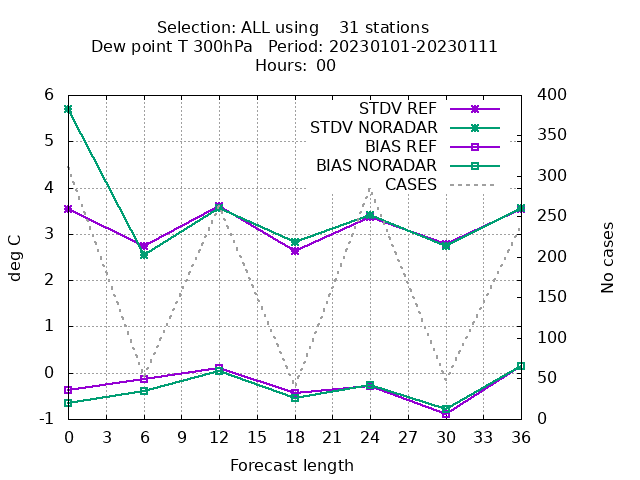 Selection: ALL using    31 stations
Dew point T 300hPa   Period: 20230101-20230111
Hours: 00
STDV REF
STDV NORADAR
BIAS REF
BIAS NORADAR
CASES
6
5
4
3
2
1
0
-1
deg C
400
350
300
250
200
150
100
50
0
No cases
0 3 6 9 12 15 18 21 24 27 30 33 36
Forecast length